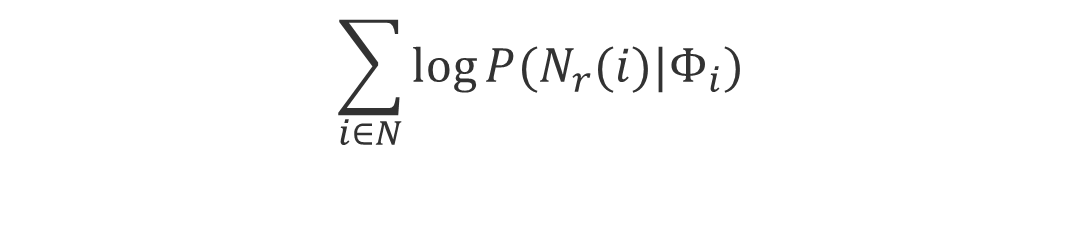 ∑_{i∈N} log P(N_r(i)|Φ_i)